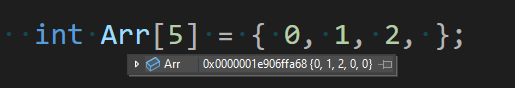 int Arr[5] = { 0, 1, 2, };
Arr 0x0000001e906ffa68 {0, 1, 2, 0, 0}